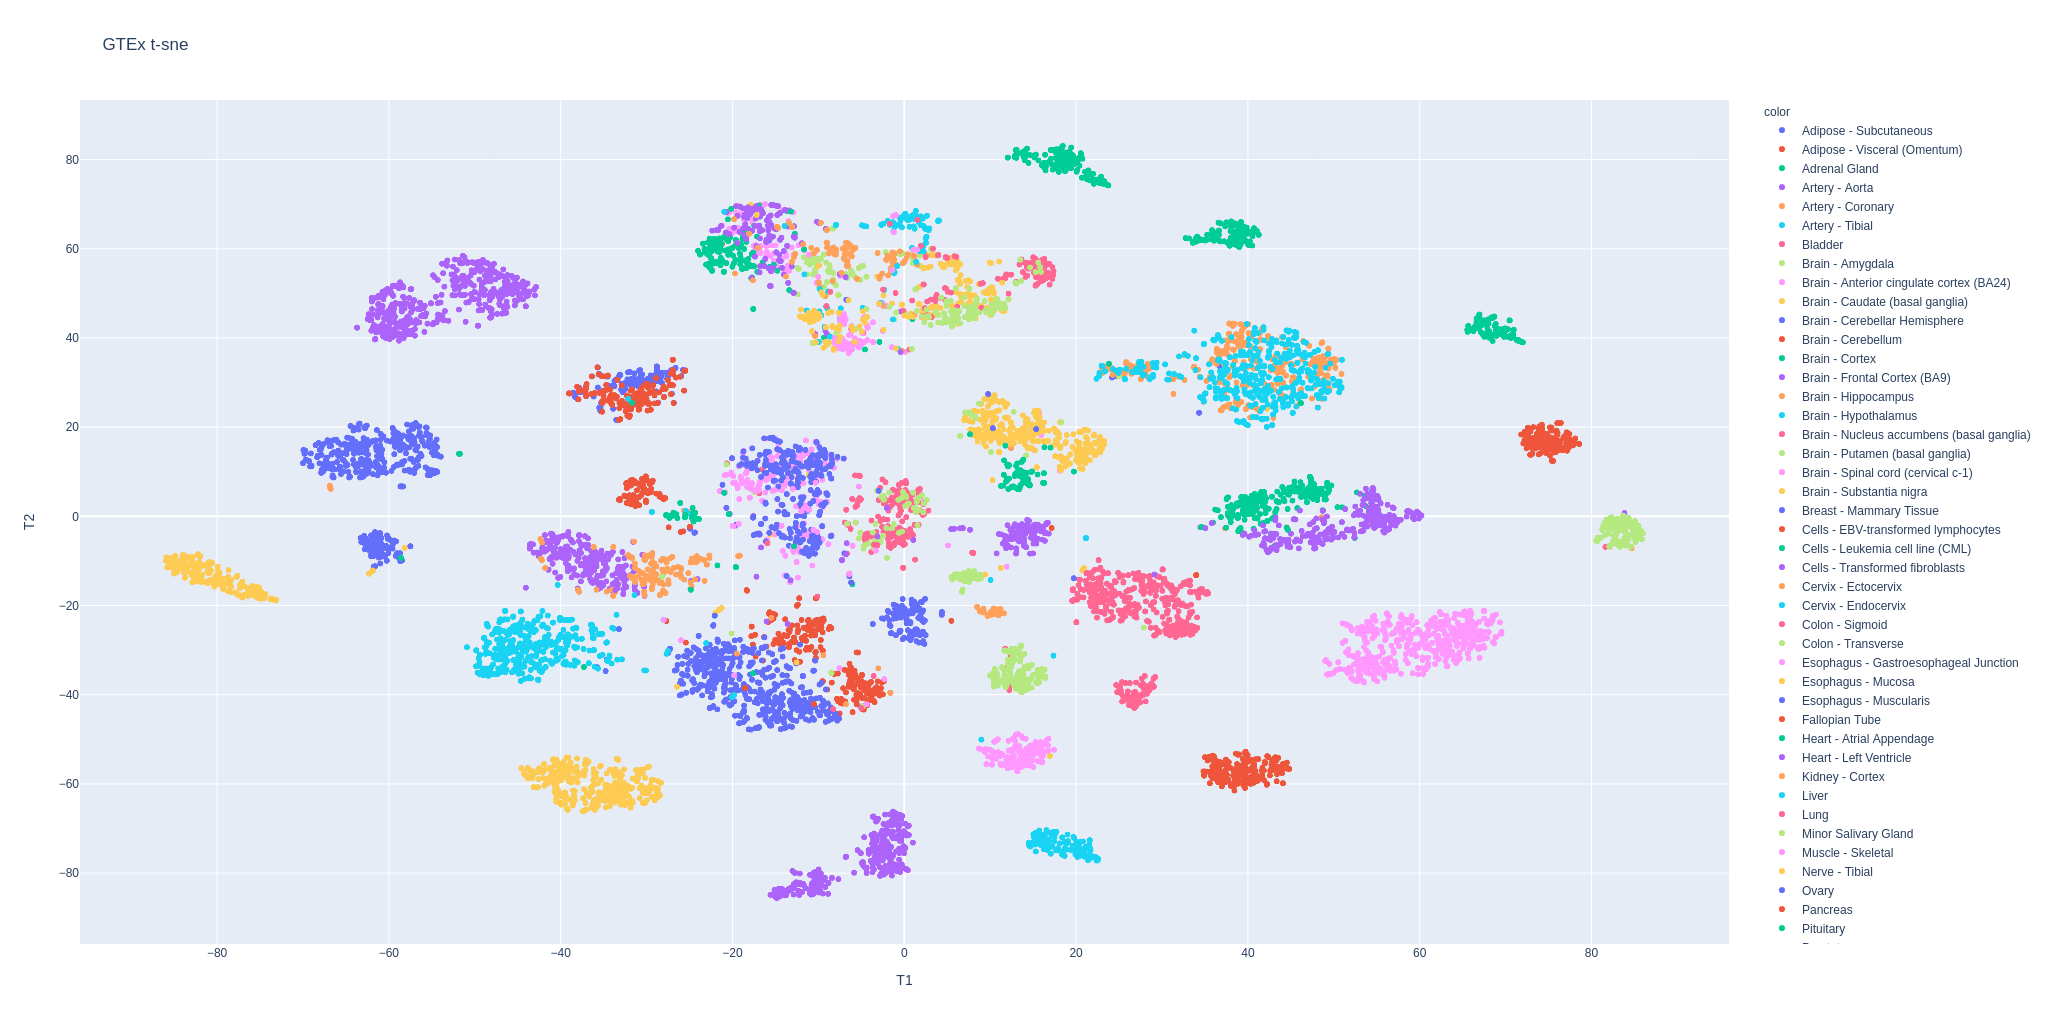 GTEx t-sne
80
60
40
20
0
−20
−40
−60
−80
T2
−80
−60
−40
−20
0
20
40
60
80
T1
color
Adipose - Subcutaneous
Adipose - Visceral (Omentum)
Adrenal Gland
Artery - Aorta
Artery - Coronary
Artery - Tibial
Bladder
Brain - Amygdala
Brain - Anterior cingulate cortex (BA24)
Brain - Caudate (basal ganglia)
Brain - Cerebellar Hemisphere
Brain - Cerebellum
Brain - Cortex
Brain - Frontal Cortex (BA9)
Brain - Hippocampus
Brain - Hypothalamus
Brain - Nucleus accumbens (basal ganglia)
Brain - Putamen (basal ganglia)
Brain - Spinal cord (cervical c-1)
Brain - Substantia nigra
Breast - Mammary Tissue
Cells - EBV-transformed lymphocytes
Cells - Leukemia cell line (CML)
Cells - Transformed fibroblasts
Cervix - Ectocervix
Cervix - Endocervix
Colon - Sigmoid
Colon - Transverse
Esophagus - Gastroesophageal Junction
Esophagus - Mucosa
Esophagus - Muscularis
Fallopian Tube
Heart - Atrial Appendage
Heart - Left Ventricle
Kidney - Cortex
Liver
Lung
Minor Salivary Gland
Muscle - Skeletal
Nerve - Tibial
Ovary
Pancreas
Pituitary